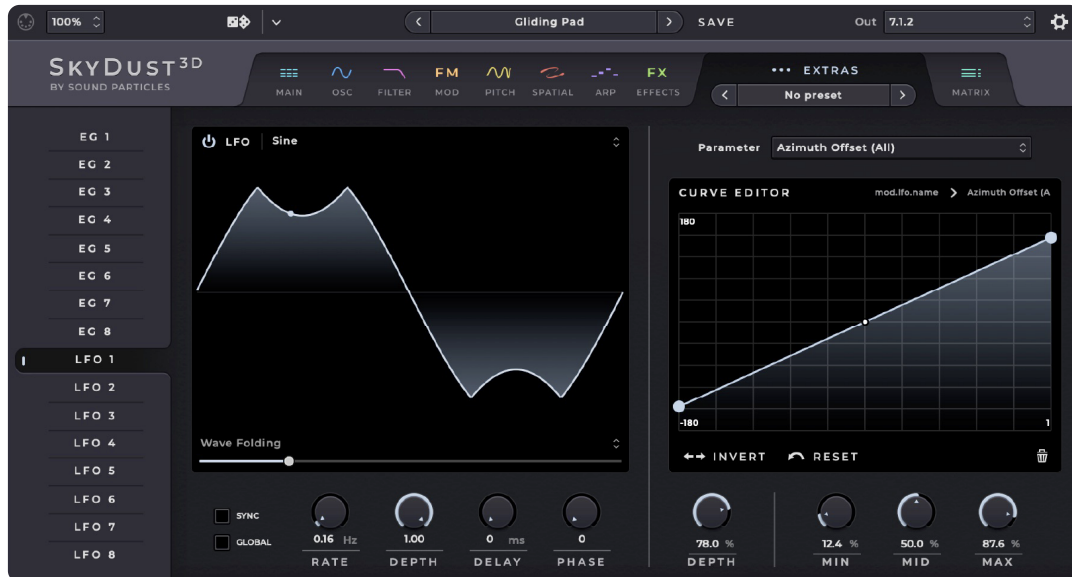 100%
Gliding Pad
SAVE
Out 7.1.2
SKYDUST 3D
BY SOUND PARTICLES
MAIN
OSC
FILTER
FM
MOD
PITCH
SPATIAL
ARP
FX
EFFECTS
EXTRAS
No preset
MATRIX
EG 1
EG 2
EG 3
EG 4
EG 5
EG 6
EG 7
EG 8
LFO 1
LFO 2
LFO 3
LFO 4
LFO 5
LFO 6
LFO 7
LFO 8
LFO Sine
Wave Folding
SYNC
GLOBAL
0.16 Hz
RATE
1.00
DEPTH
0 ms
DELAY
0
PHASE
Parameter Azimuth Offset (All)
CURVE EDITOR mod.lfo.name > Azimuth Offset (A
180
-180 1
INVERT RESET
78.0 %
DEPTH
12.4 %
MIN
50.0 %
MID
87.6 %
MAX